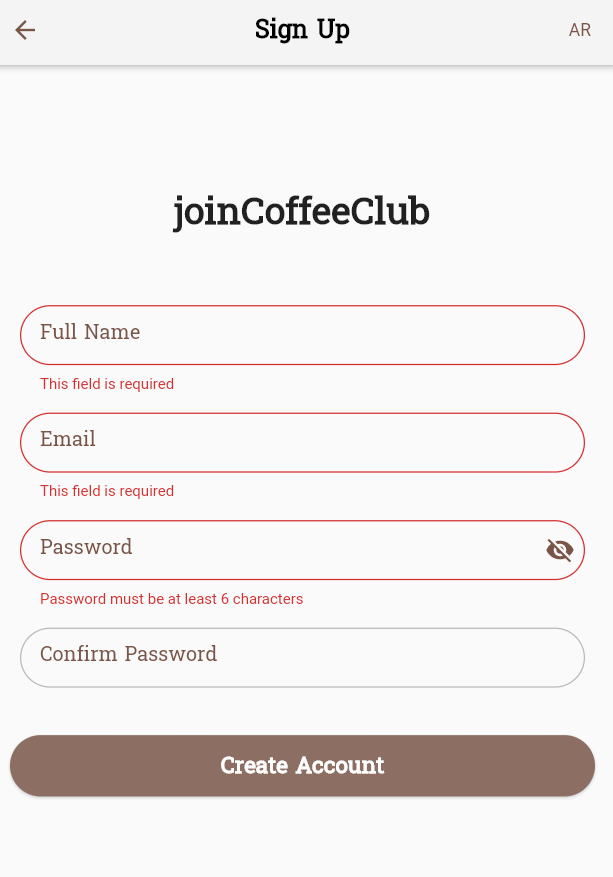 Sign Up
AR
joinCoffeeClub
Full Name
This field is required
Email
This field is required
Password
Password must be at least 6 characters
Confirm Password
Create Account